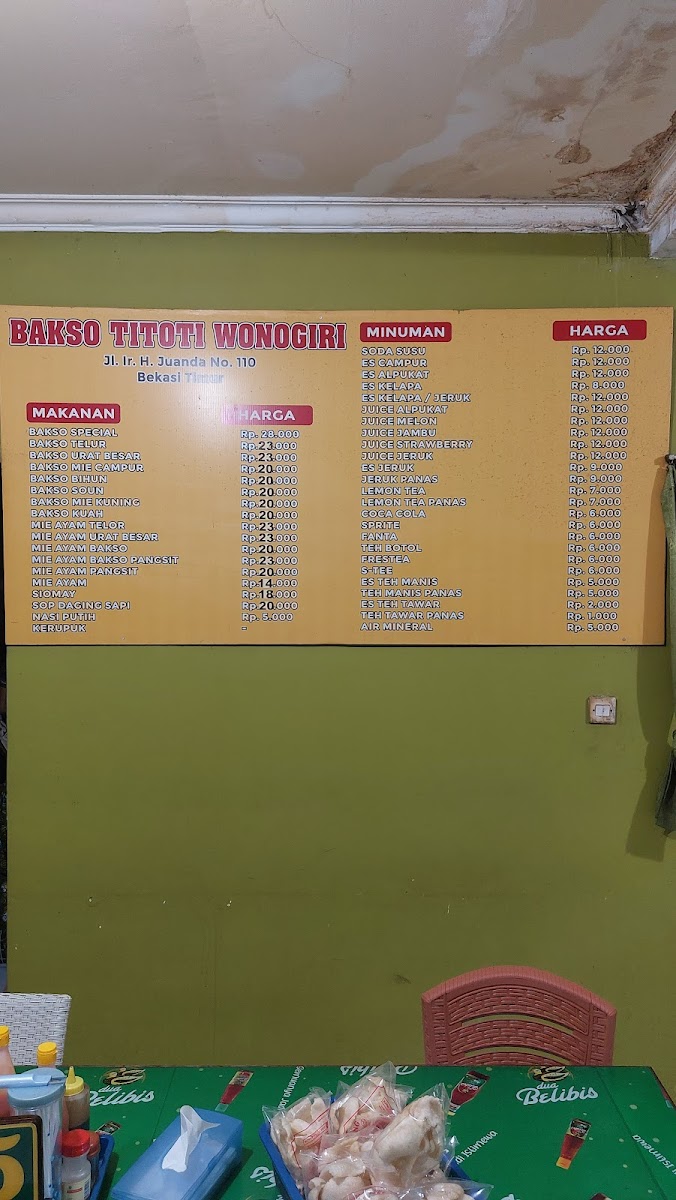 BAKSO TITOTI WONOGIRI
Jl. Ir. H. Juanda No. 110
Bekasi Timur
MAKANAN HARGA
BAKSO SPECIAL Rp. 28.000
BAKSO TELUR Rp.23.000
BAKSO URAT BESAR Rp.23.000
BAKSO MIE CAMPUR Rp.20.000
BAKSO BIHUN Rp.20.000
BAKSO SOUN Rp.20.000
BAKSO MIE KUNING Rp.20.000
BAKSO KUAH Rp.20.000
MIE AYAM TELOR Rp.23.000
MIE AYAM URAT BESAR Rp.23.000
MIE AYAM BAKSO Rp.20.000
MIE AYAM BAKSO PANGSIT Rp.23.000
MIE AYAM PANGSIT Rp.20.000
MIE AYAM Rp.14.000
SIOMAY Rp.18.000
SOP DAGING SAPI Rp.20.000
NASI PUTIH Rp. 5.000
KERUPUK -
MINUMAN HARGA
SODA SUSU Rp. 12.000
ES CAMPUR Rp. 12.000
ES ALPUKAT Rp. 12.000
ES KELAPA Rp. 8.000
ES KELAPA / JERUK Rp. 12.000
JUICE ALPUKAT Rp. 12.000
JUICE MELON Rp. 12.000
JUICE JAMBU Rp. 12.000
JUICE STRAWBERRY Rp. 12.000
JUICE JERUK Rp. 12.000
ES JERUK Rp. 9.000
JERUK PANAS Rp. 9.000
LEMON TEA Rp. 7.000
LEMON TEA PANAS Rp. 7.000
COCA COLA Rp. 6.000
SPRITE Rp. 6.000
FANTA Rp. 6.000
TEH BOTOL Rp. 6.000
FRESTEA Rp. 6.000
S-TEE Rp. 6.000
ES TEH MANIS Rp. 5.000
TEH MANIS PANAS Rp. 5.000
ES TEH TAWAR Rp. 2.000
TEH TAWAR PANAS Rp. 1.000
AIR MINERAL Rp. 5.000
Belibis
dua
Belibis